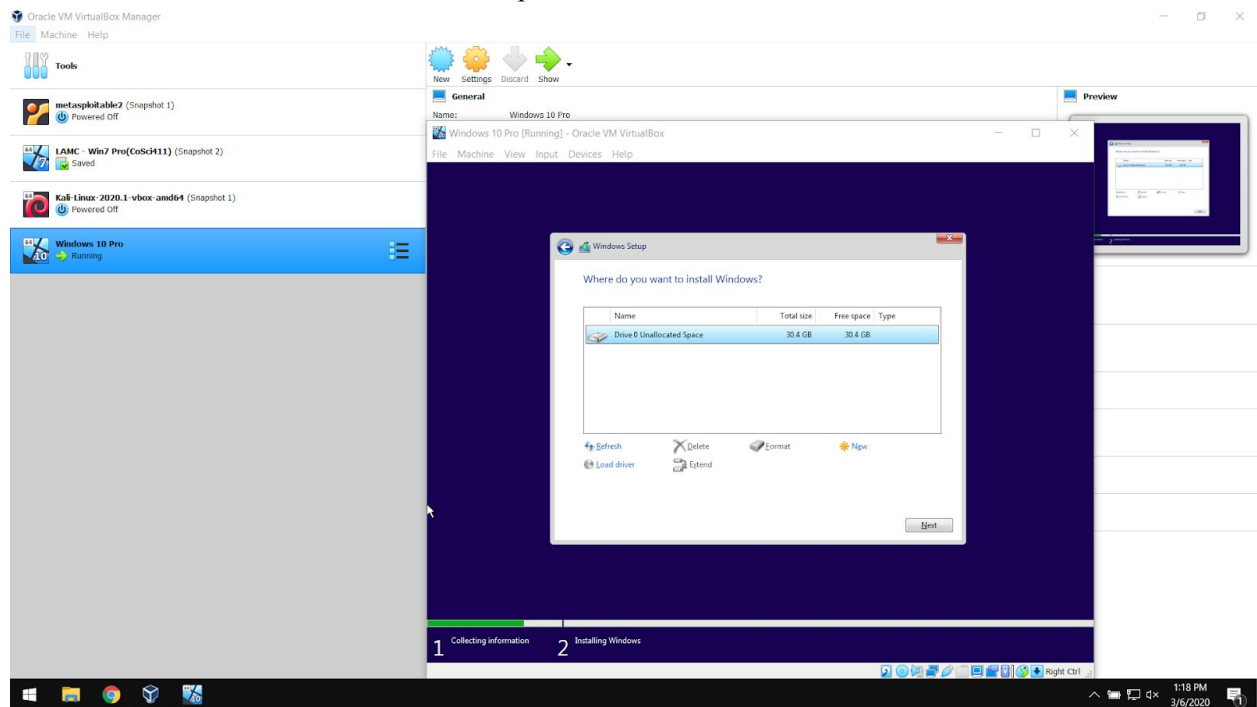 Oracle VM VirtualBox Manager
File Machine Help
Tools
New Settings Discard Show
metasploitable2 (Snapshot 1)
Powered Off
LAMC - Win7 Pro(CoSci411) (Snapshot 2)
Saved
Kali-Linux-2020.1-vbox-amd64 (Snapshot 1)
Powered Off
Windows 10 Pro
Running
General
Name: Windows 10 Pro
Preview
Windows 10 Pro [Running] - Oracle VM VirtualBox
File Machine View Input Devices Help
Windows Setup
Where do you want to install Windows?
Name Total size Free space Type
Drive 0 Unallocated Space 30.4 GB 30.4 GB
Refresh Delete Format New
Load driver Extend
Next
1 Collecting information 2 Installing Windows
Right Ctrl
1:18 PM
3/6/2020